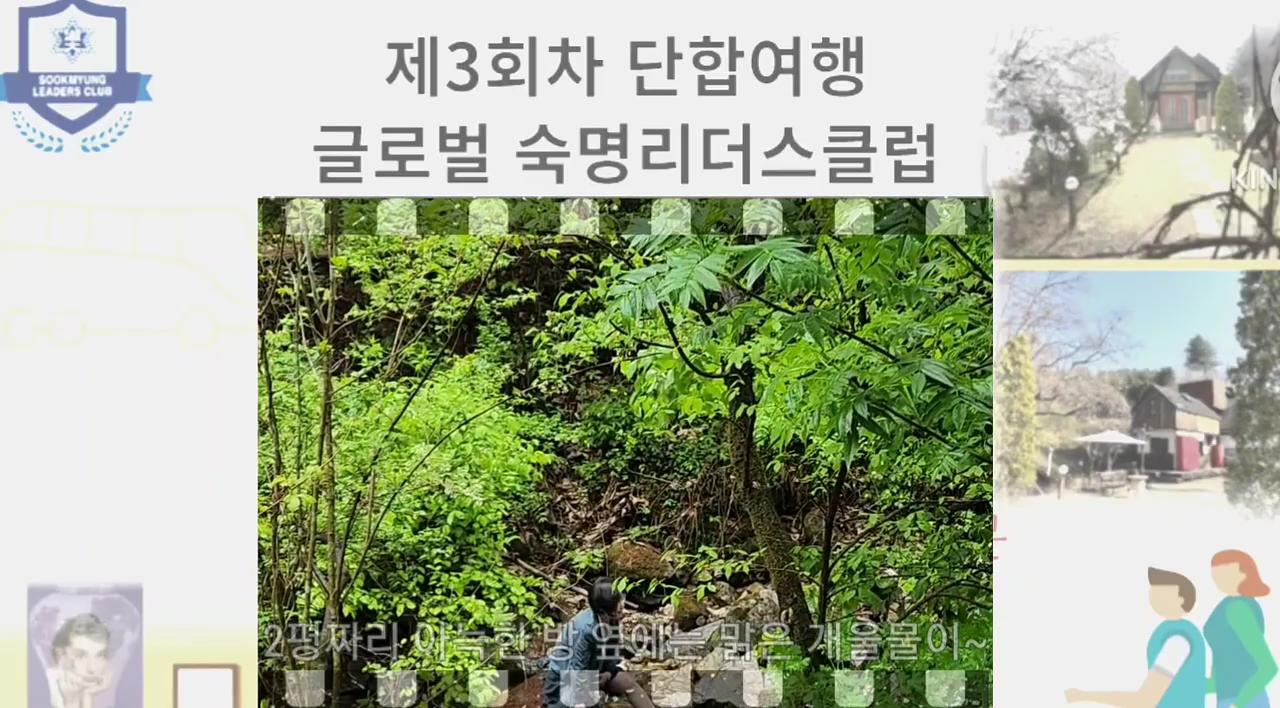 SOOKMYUNG
LEADERS CLUB
제3회차 단합여행
글로벌 숙명리더스클럽
KIN
2평짜리 아늑한 방 옆에는 맑은 개울물이~